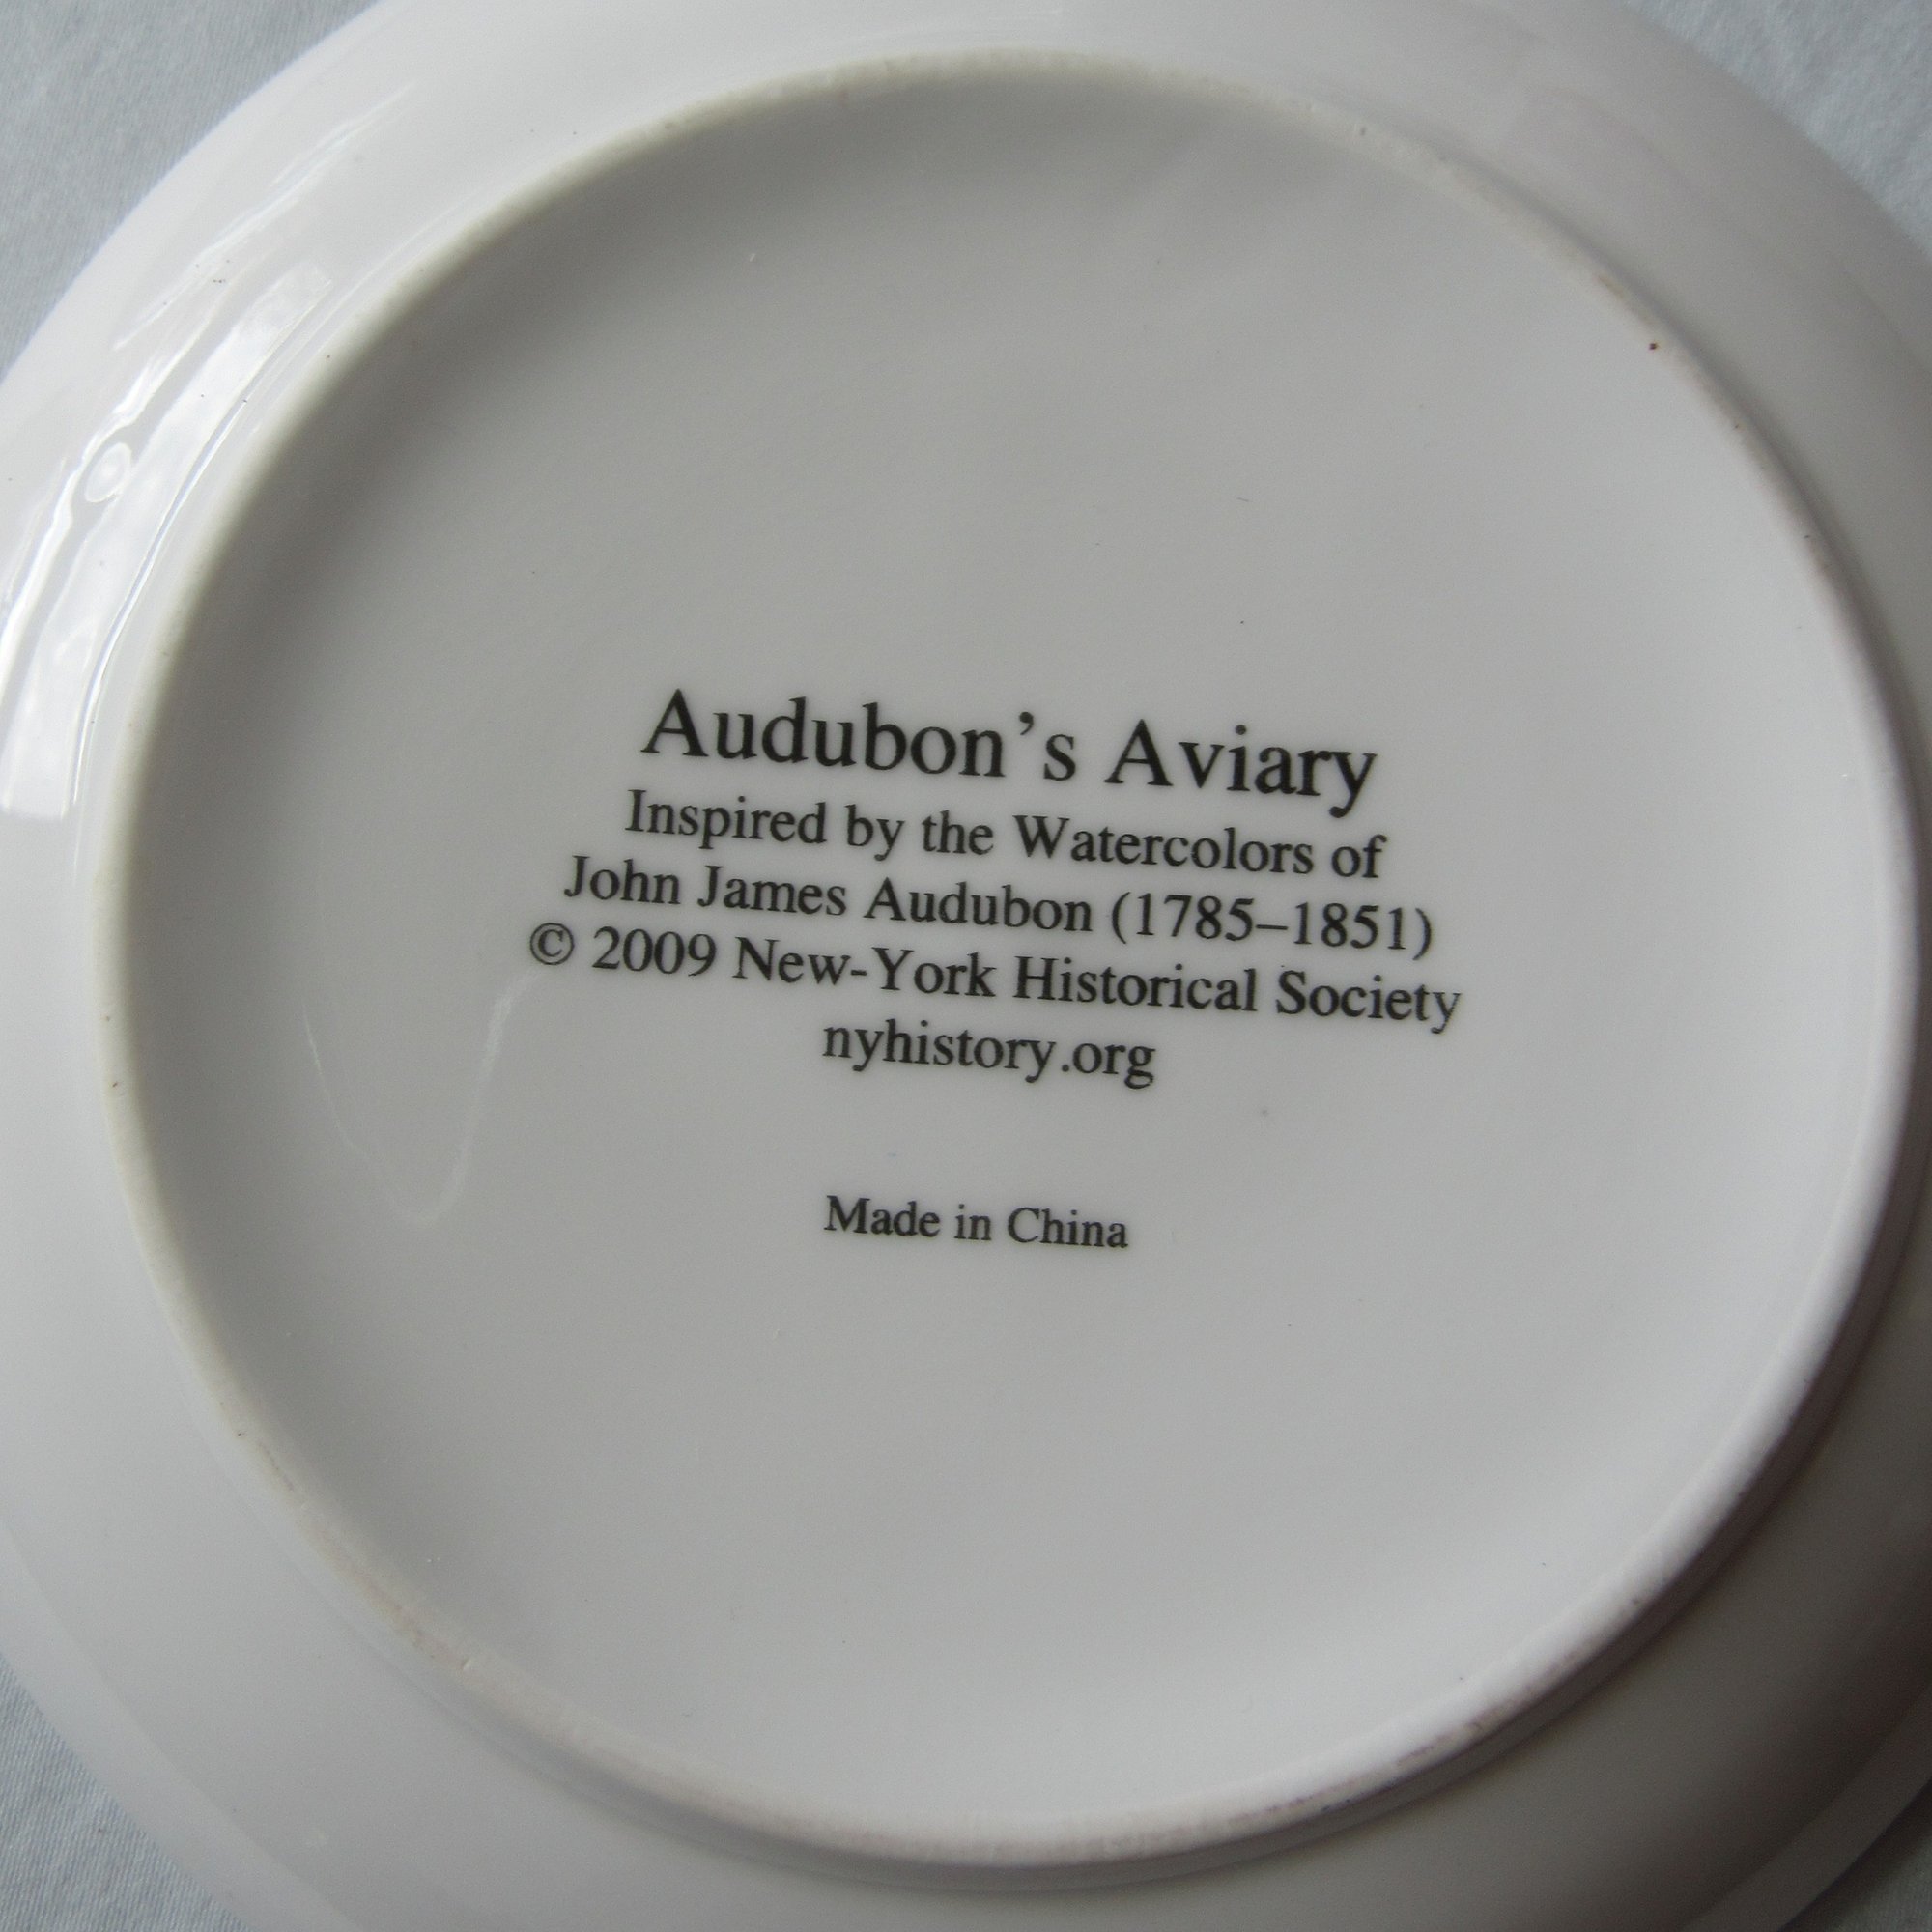 Audubon's Aviary
Inspired by the Watercolors of
John James Audubon (1785–1851)
© 2009 New-York Historical Society
nyhistory.org
Made in China